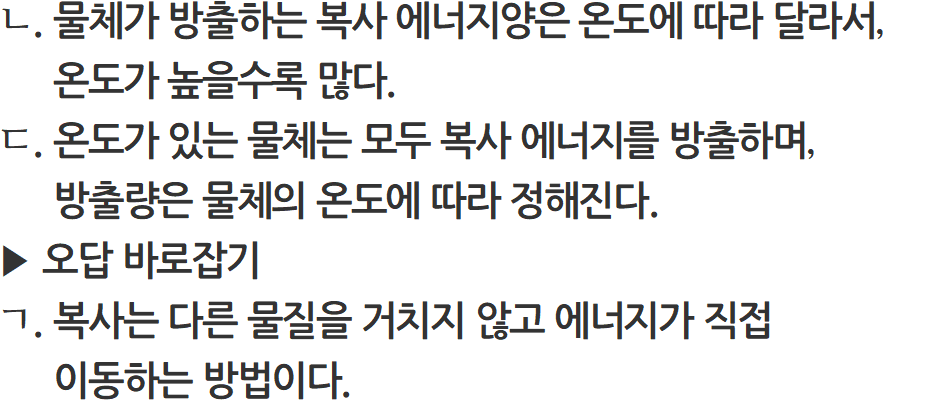 ㄴ. 물체가 방출하는 복사 에너지양은 온도에 따라 달라서,
온도가 높을수록 많다.
ㄷ. 온도가 있는 물체는 모두 복사 에너지를 방출하며,
방출량은 물체의 온도에 따라 정해진다.
▶ 오답 바로잡기
ㄱ. 복사는 다른 물질을 거치지 않고 에너지가 직접
이동하는 방법이다.